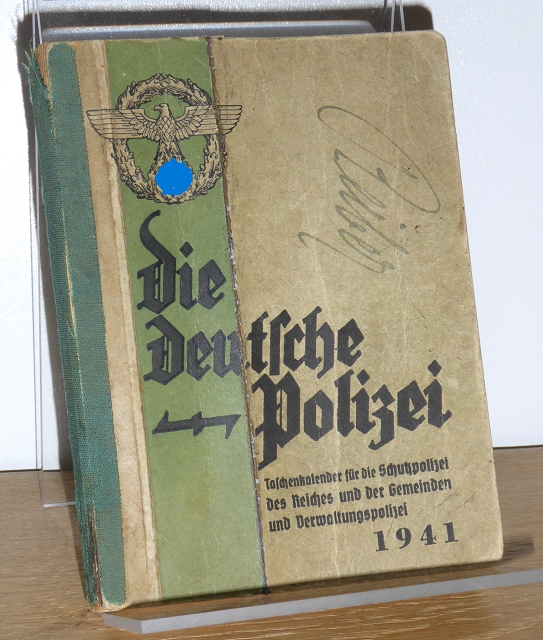 die
Deutsche
Polizei
Taschenkalender für die Schutzpolizei
des Reiches und der Gemeinden
und Verwaltungspolizei
1941